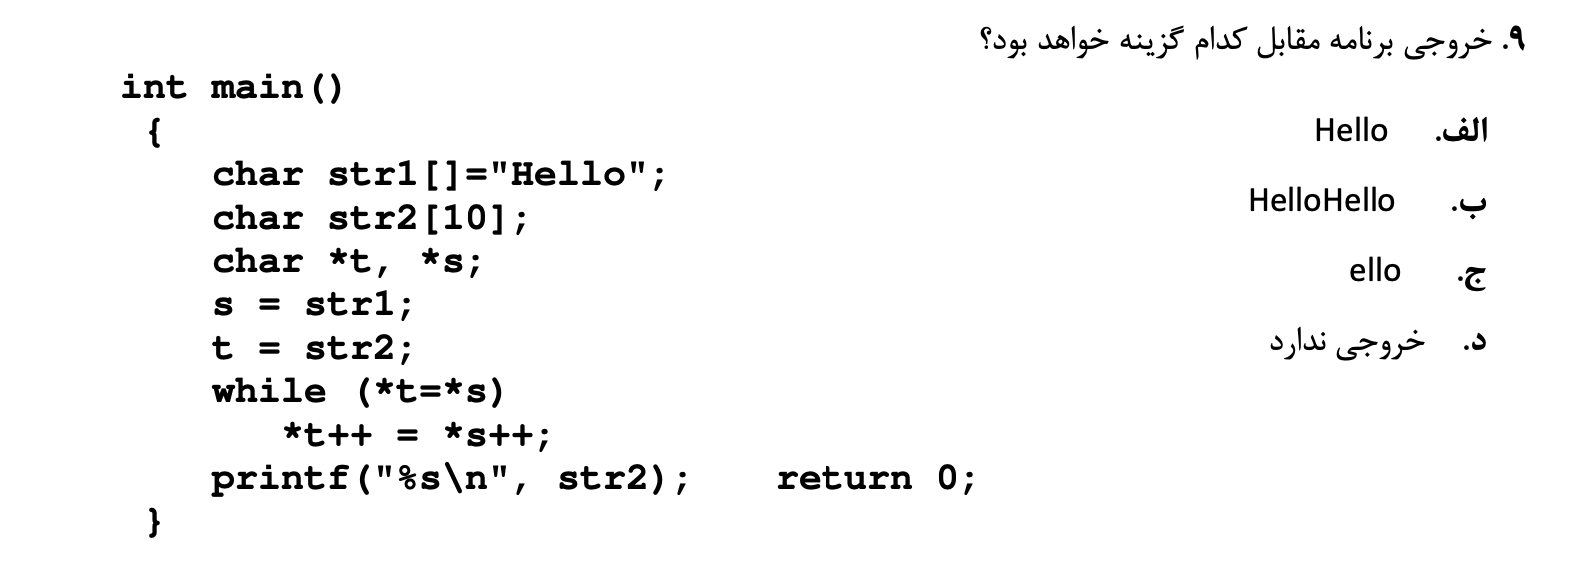 ۹. خروجی برنامه مقابل کدام گزینه خواهد بود؟
الف. Hello
ب. HelloHello
ج. ello
د. خروجی ندارد
int main()
{
char str1[]="Hello";
char str2[10];
char *t, *s;
s = str1;
t = str2;
while (*t=*s)
*t++ = *s++;
printf("%s\n", str2);    return 0;
}